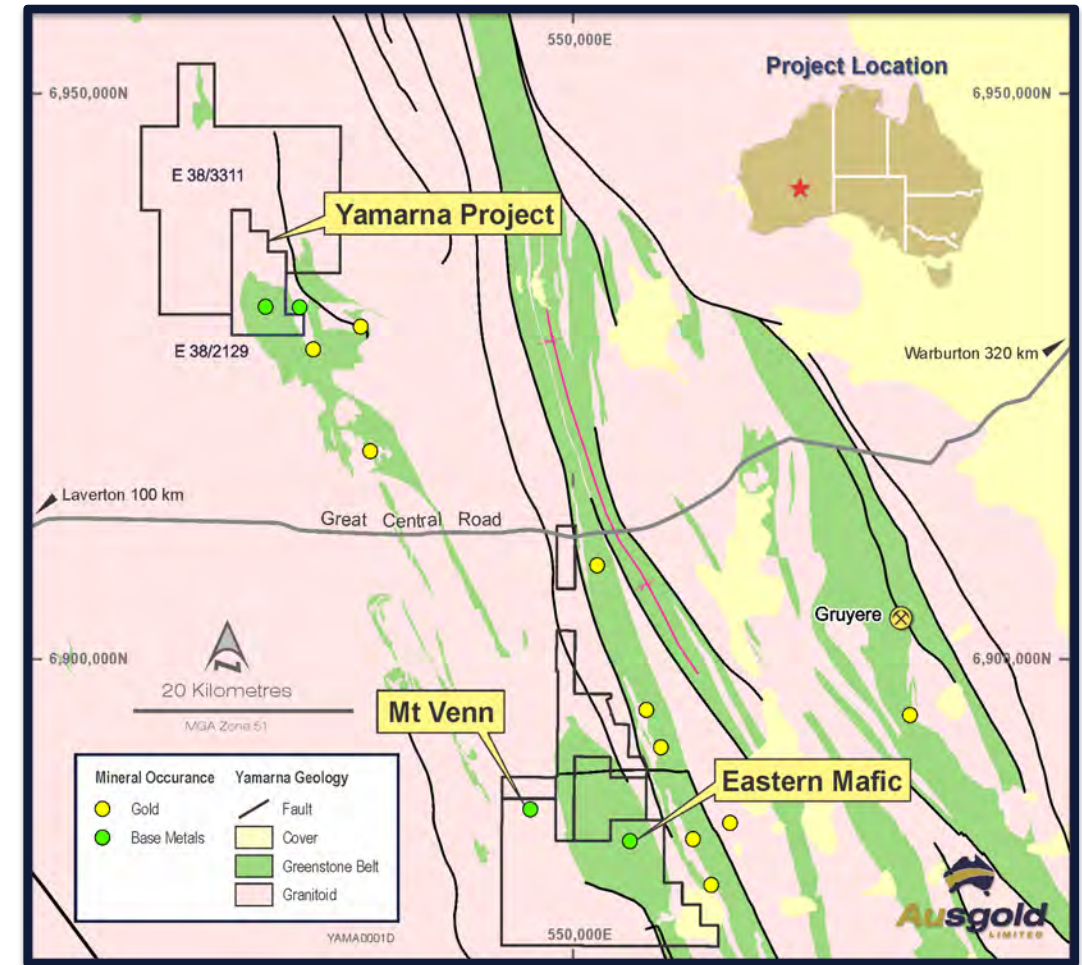 550,000E
Project Location
6,950,000N
6,950,000N
E 38/3311
Yamarna Project
E 38/2129
Warburton 320 km
Laverton 100 km
Great Central Road
Gruyere
6,900,000N
6,900,000N
N
20 Kilometres
MGA Zone 51
Mt Venn
Eastern Mafic
Mineral Occurance
Yamarna Geology
Gold
Fault
Base Metals
Cover
Greenstone Belt
Granitoid
YAMA0001D
550,000E
Ausgold
LIMITED